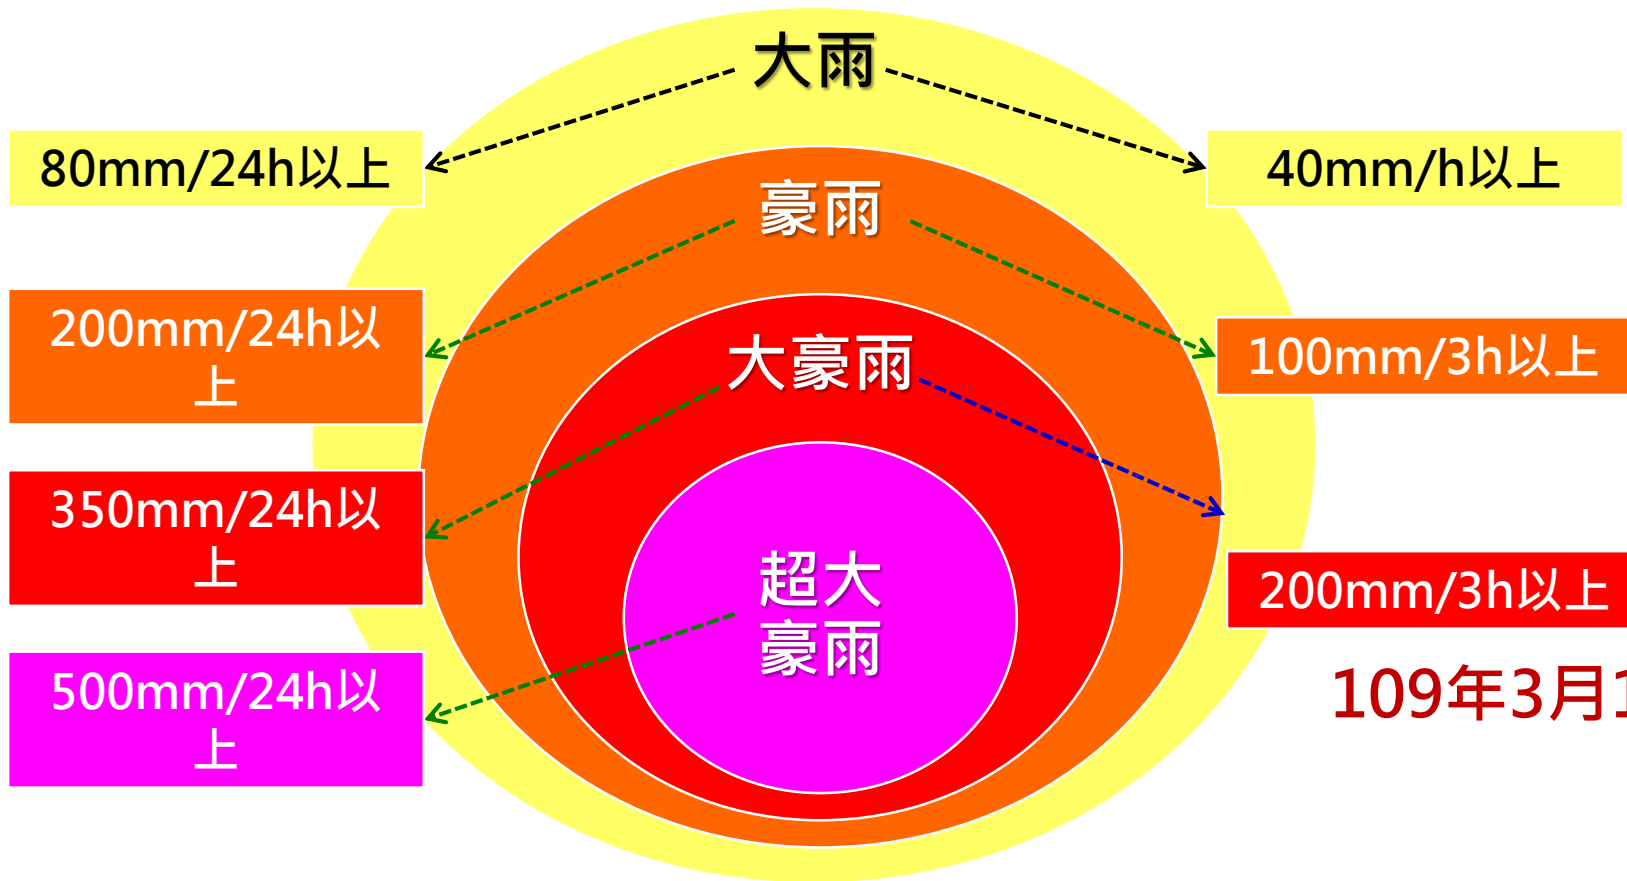 大雨
80mm/24h以上
40mm/h以上
豪雨
200mm/24h以
上
100mm/3h以上
大豪雨
350mm/24h以
上
超大
豪雨
200mm/3h以上
500mm/24h以
上
109年3月1